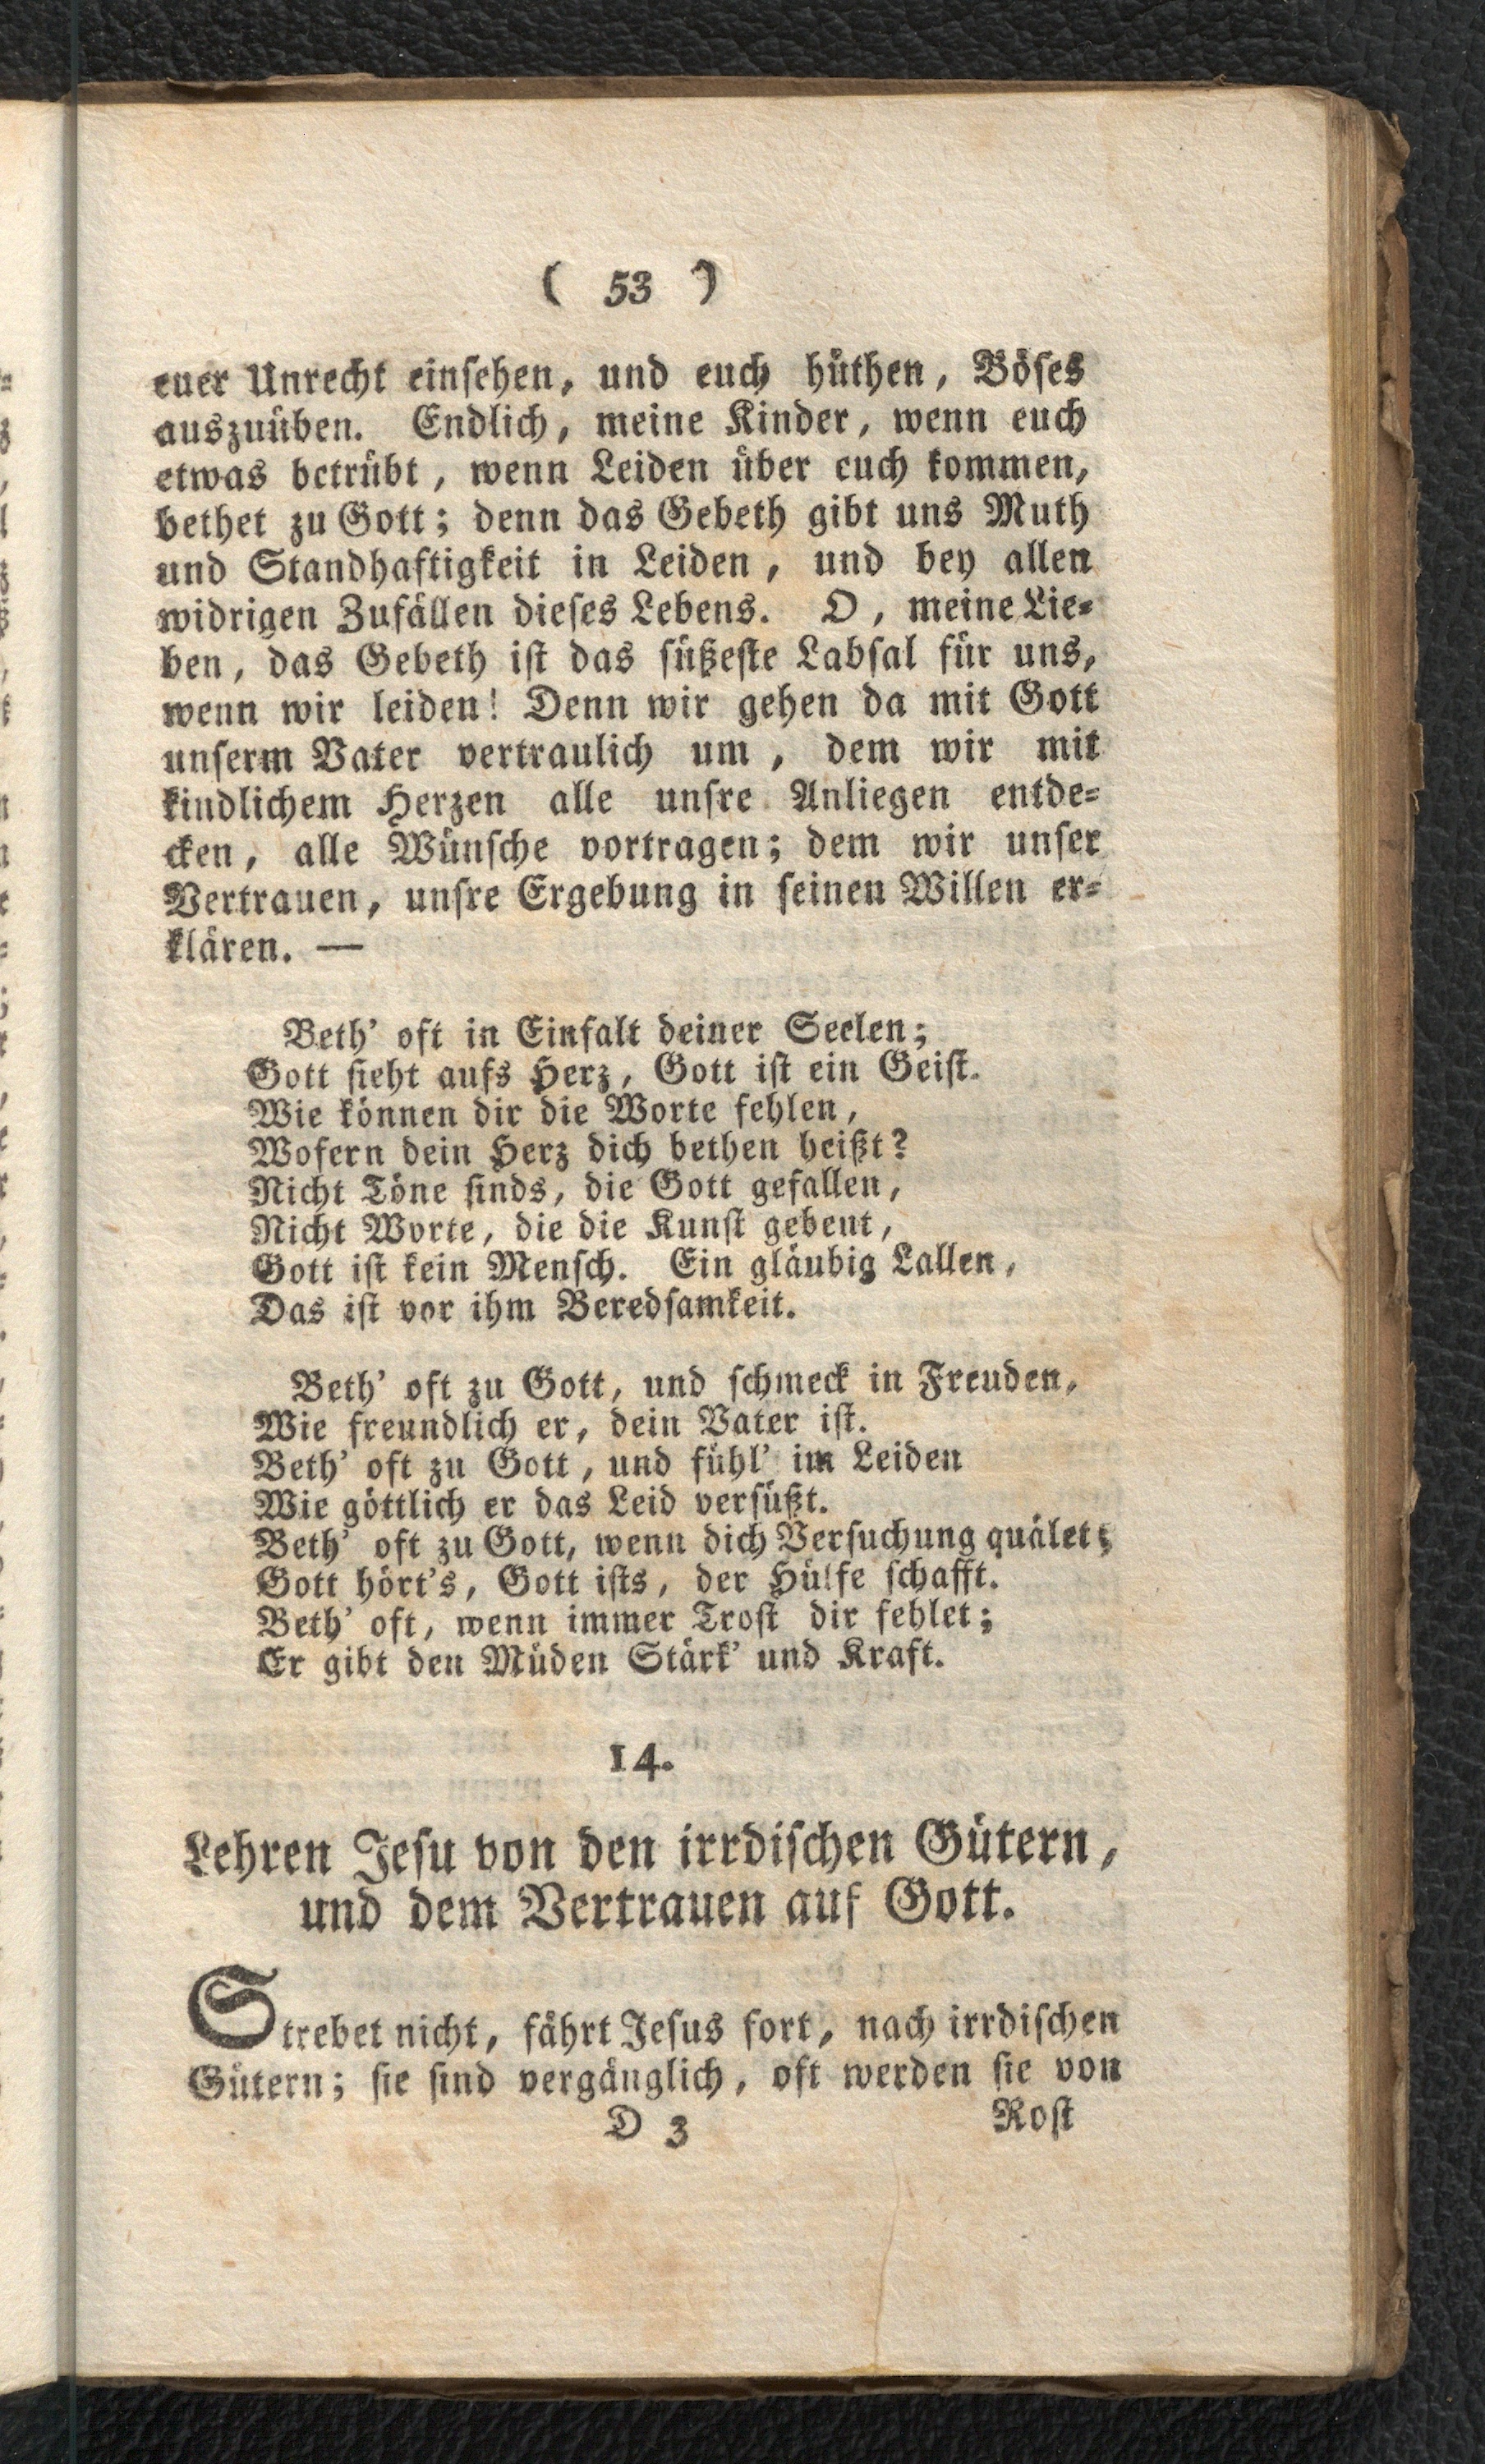 ( 53 )
euer Unrecht einsehen, und euch hüthen, Böses
auszuüben. Endlich, meine Kinder, wenn euch
etwas betrübt, wenn Leiden über euch kommen,
bethet zu Gott; denn das Gebeth gibt uns Muth
und Standhaftigkeit in Leiden, und bey allen
widrigen Zufällen dieses Lebens. O, meine Lie=
ben, das Gebeth ist das süßeste Labsal für uns,
wenn wir leiden! Denn wir gehen da mit Gott
unserm Vater vertraulich um, dem wir mit
kindlichem Herzen alle unsre Anliegen entde=
cken, alle Wünsche vortragen; dem wir unser
Vertrauen, unsre Ergebung in seinen Willen er=
klären. —
Beth' oft in Einfalt deiner Seelen;
Gott sieht aufs Herz, Gott ist ein Geist.
Wie können dir die Worte fehlen,
Wofern dein Herz dich bethen heißt?
Nicht Töne sinds, die Gott gefallen,
Nicht Worte, die die Kunst gebeut,
Gott ist kein Mensch. Ein gläubig Lallen,
Das ist vor ihm Beredsamkeit.
Beth' oft zu Gott, und schmeck in Freuden,
Wie freundlich er, dein Vater ist.
Beth' oft zu Gott, und fühl' im Leiden
Wie göttlich er das Leid versüßt.
Beth' oft zu Gott, wenn dich Versuchung quälet;
Gott hört's, Gott ists, der Hülfe schafft.
Beth' oft, wenn immer Trost dir fehlet;
Er gibt den Müden Stärk' und Kraft.
14.
Lehren Jesu von den irrdischen Gütern,
und dem Vertrauen auf Gott.
Strebet nicht, fährt Jesus fort, nach irrdischen
Gütern; sie sind vergänglich, oft werden sie von
D 3 Rost